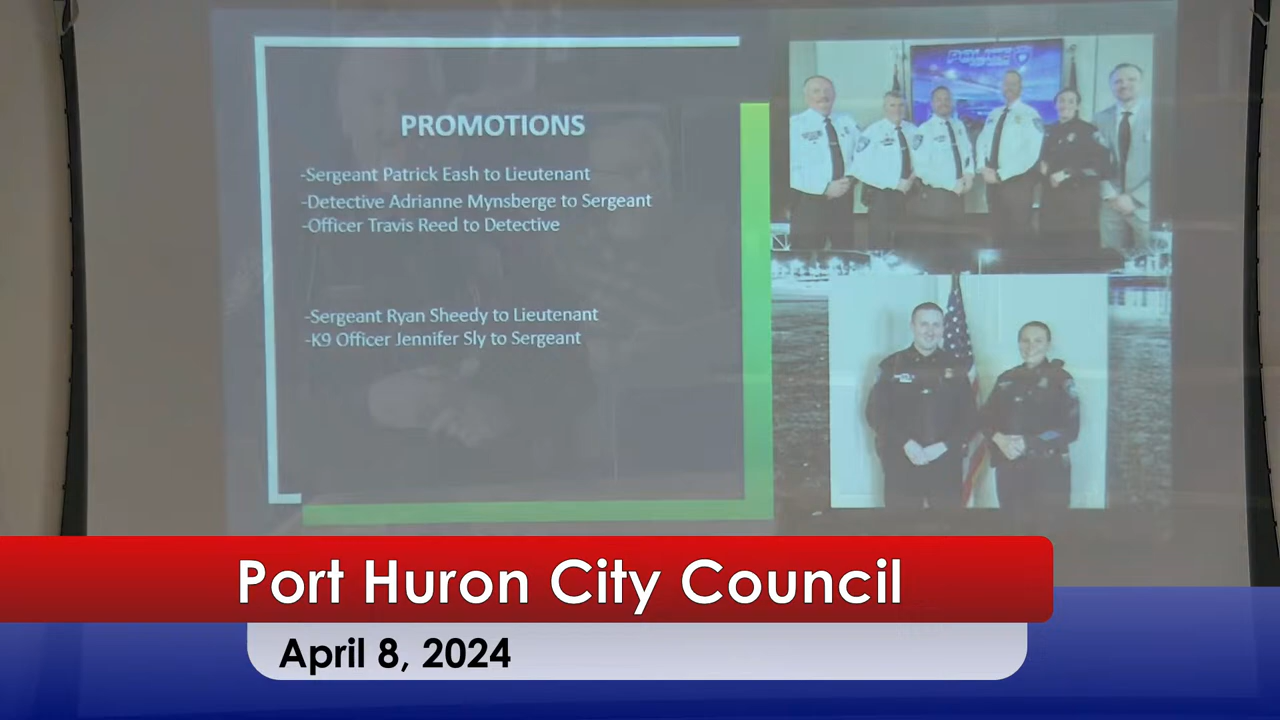 PROMOTIONS
-Sergeant Patrick Eash to Lieutenant
-Detective Adrianne Mynsberge to Sergeant
-Officer Travis Reed to Detective
-Sergeant Ryan Sheedy to Lieutenant
-K9 Officer Jennifer Sly to Sergeant
Port Huron City Council
April 8, 2024